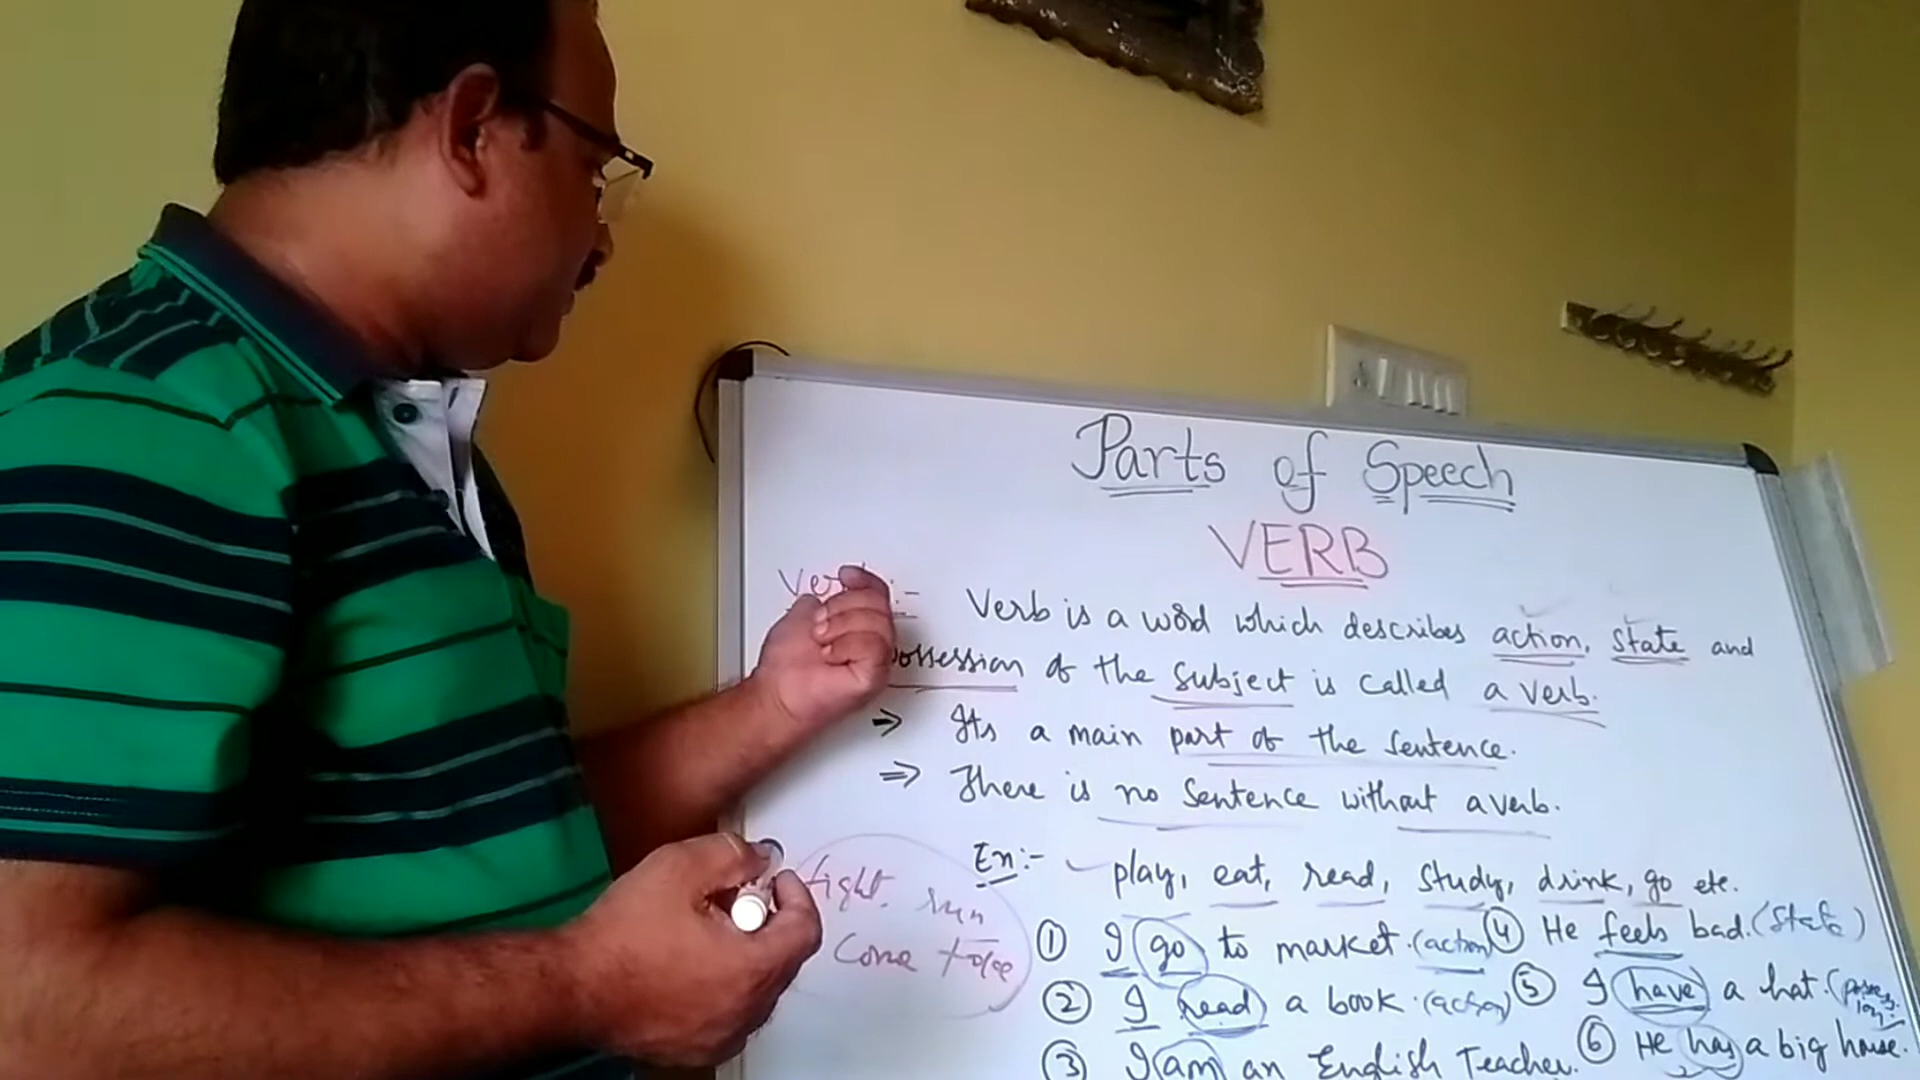 Parts of Speech
VERB
Verb is a word which describes action, state and
possession of the subject is called a verb.
⇒ Its a main part of the sentence.
⇒ There is no sentence without a verb.
En:- play, eat, read, study, drink, go etc.
fight, run
come
① I go to market. (action)
② I read a book. (action)
③ I am an English Teacher.
④ He feels bad. (State)
⑤ I have a hat.
⑥ He has a big house.